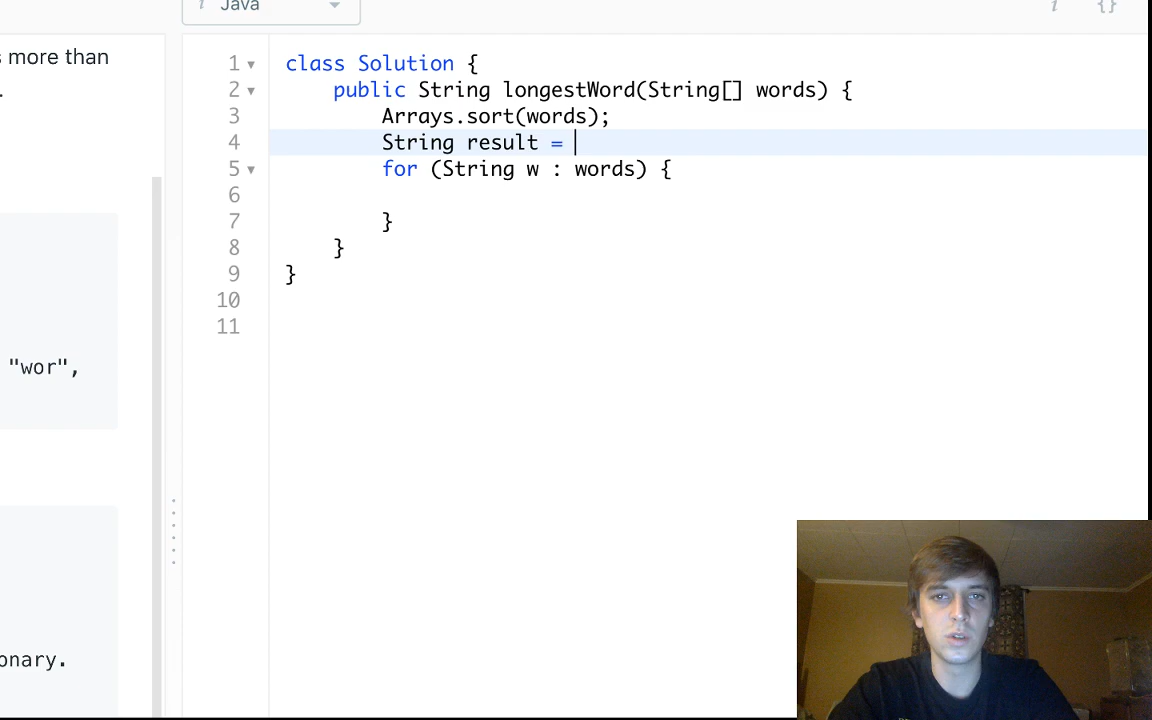 i Java i {}
s more than
.
"wor",
onary.
1 class Solution {
2 public String longestWord(String[] words) {
3 Arrays.sort(words);
4 String result =
5 for (String w : words) {
6
7 }
8 }
9 }
10
11